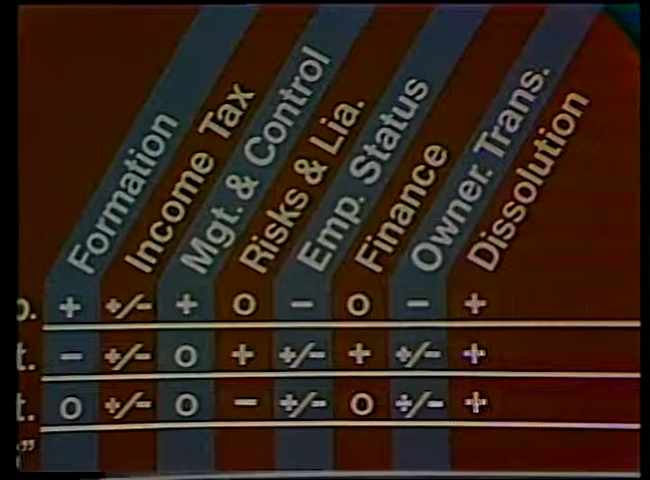 Formation
Income Tax
Mgt. & Control
Risks & Lia.
Emp. Status
Finance
Owner. Trans.
Dissolution
. + +/- + O - O - +
t. - +/- O + +/- + +/- +
t. O +/- O - +/- O +/- +
”